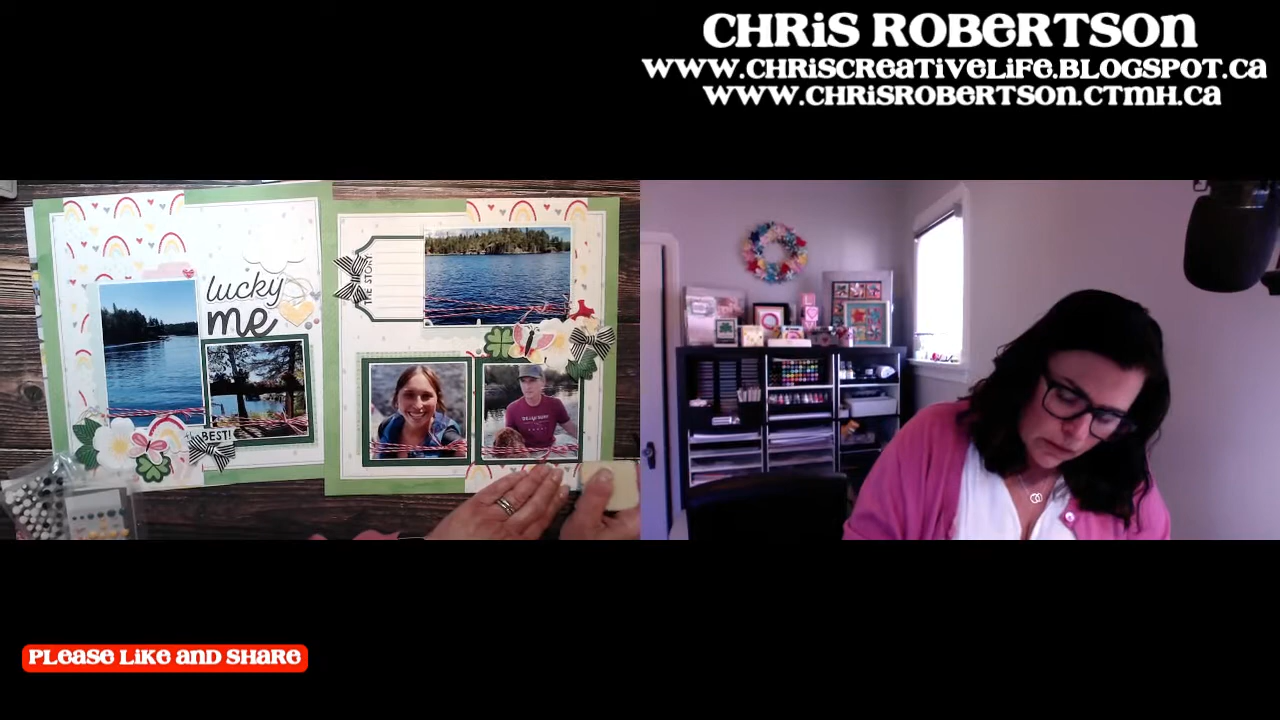 CHRIS ROBERTSON
WWW.CHRISCREATIVELIFE.BLOGSPOT.CA
WWW.CHRISROBERTSON.CTMH.CA
lucky
me
THE STORY
BEST!
PLEASE LIKE AND SHARE